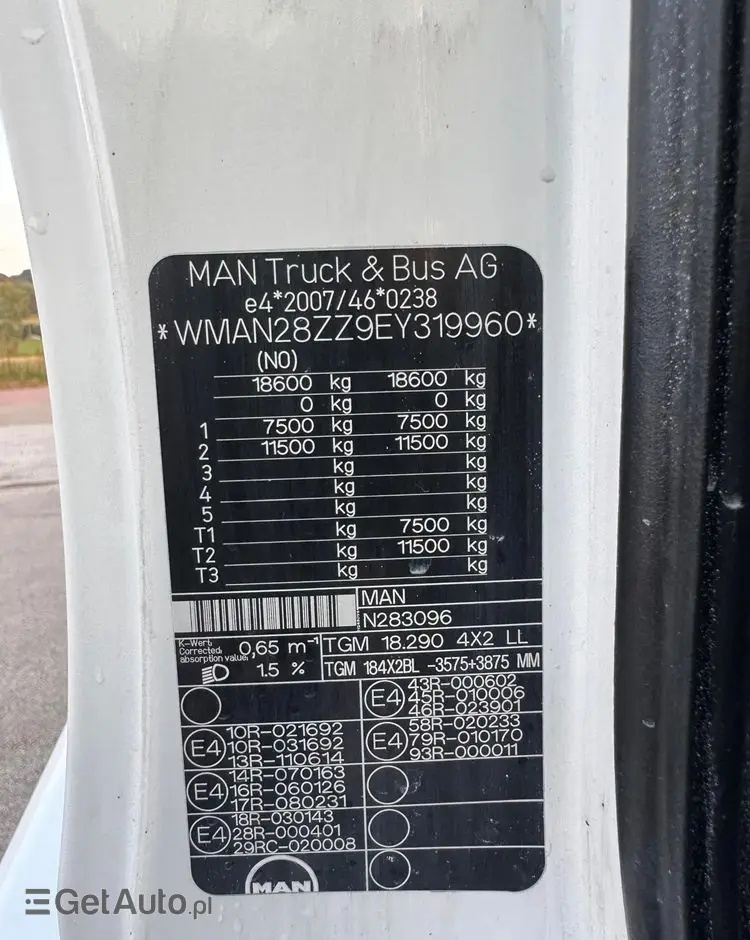 MAN Truck & Bus AG
e4*2007/46*0238
*WMAN28ZZ9EY319960*
(NO)
18600 kg 18600 kg
0 kg 0 kg
1 7500 kg 7500 kg
2 11500 kg 11500 kg
3 kg kg
4 kg kg
5 kg kg
T1 kg 7500 kg
T2 kg 11500 kg
T3 kg kg
MAN
N283096
K-Wert:
Corrected
absorption value:
0,65 m⁻¹
1.5 %
TGM 18.290 4X2 LL
TGM 184X2BL -3575+3875 MM
E4 43R-000602
45R-010006
46R-023901
E4 10R-021692
10R-031692
13R-110614
E4 58R-020233
79R-010170
93R-000011
E4 14R-070163
16R-060126
17R-080231
E4 18R-030143
28R-000401
29RC-020008
MAN
GetAuto.pl